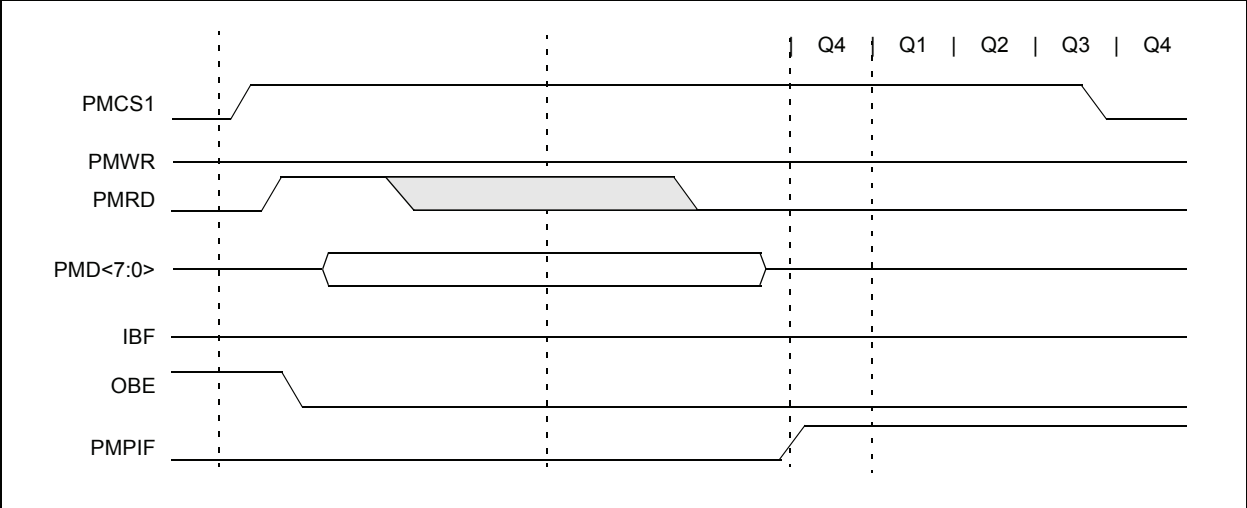 | Q4 | Q1 | Q2 | Q3 | Q4
PMCS1
PMWR
PMRD
PMD<7:0>
IBF
OBE
PMPIF